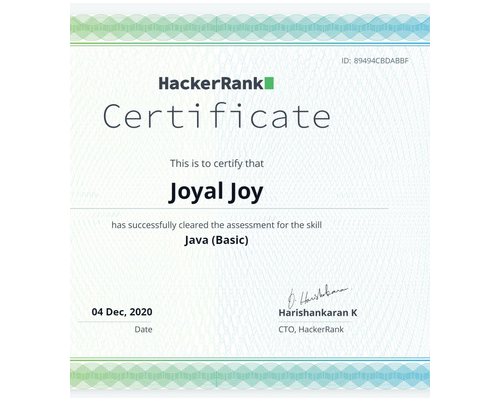 ID: 89494CBDABBF
HackerRank
Certificate
This is to certify that
Joyal Joy
has successfully cleared the assessment for the skill
Java (Basic)
04 Dec, 2020
Date
D. Harishankaran
Harishankaran K
CTO, HackerRank